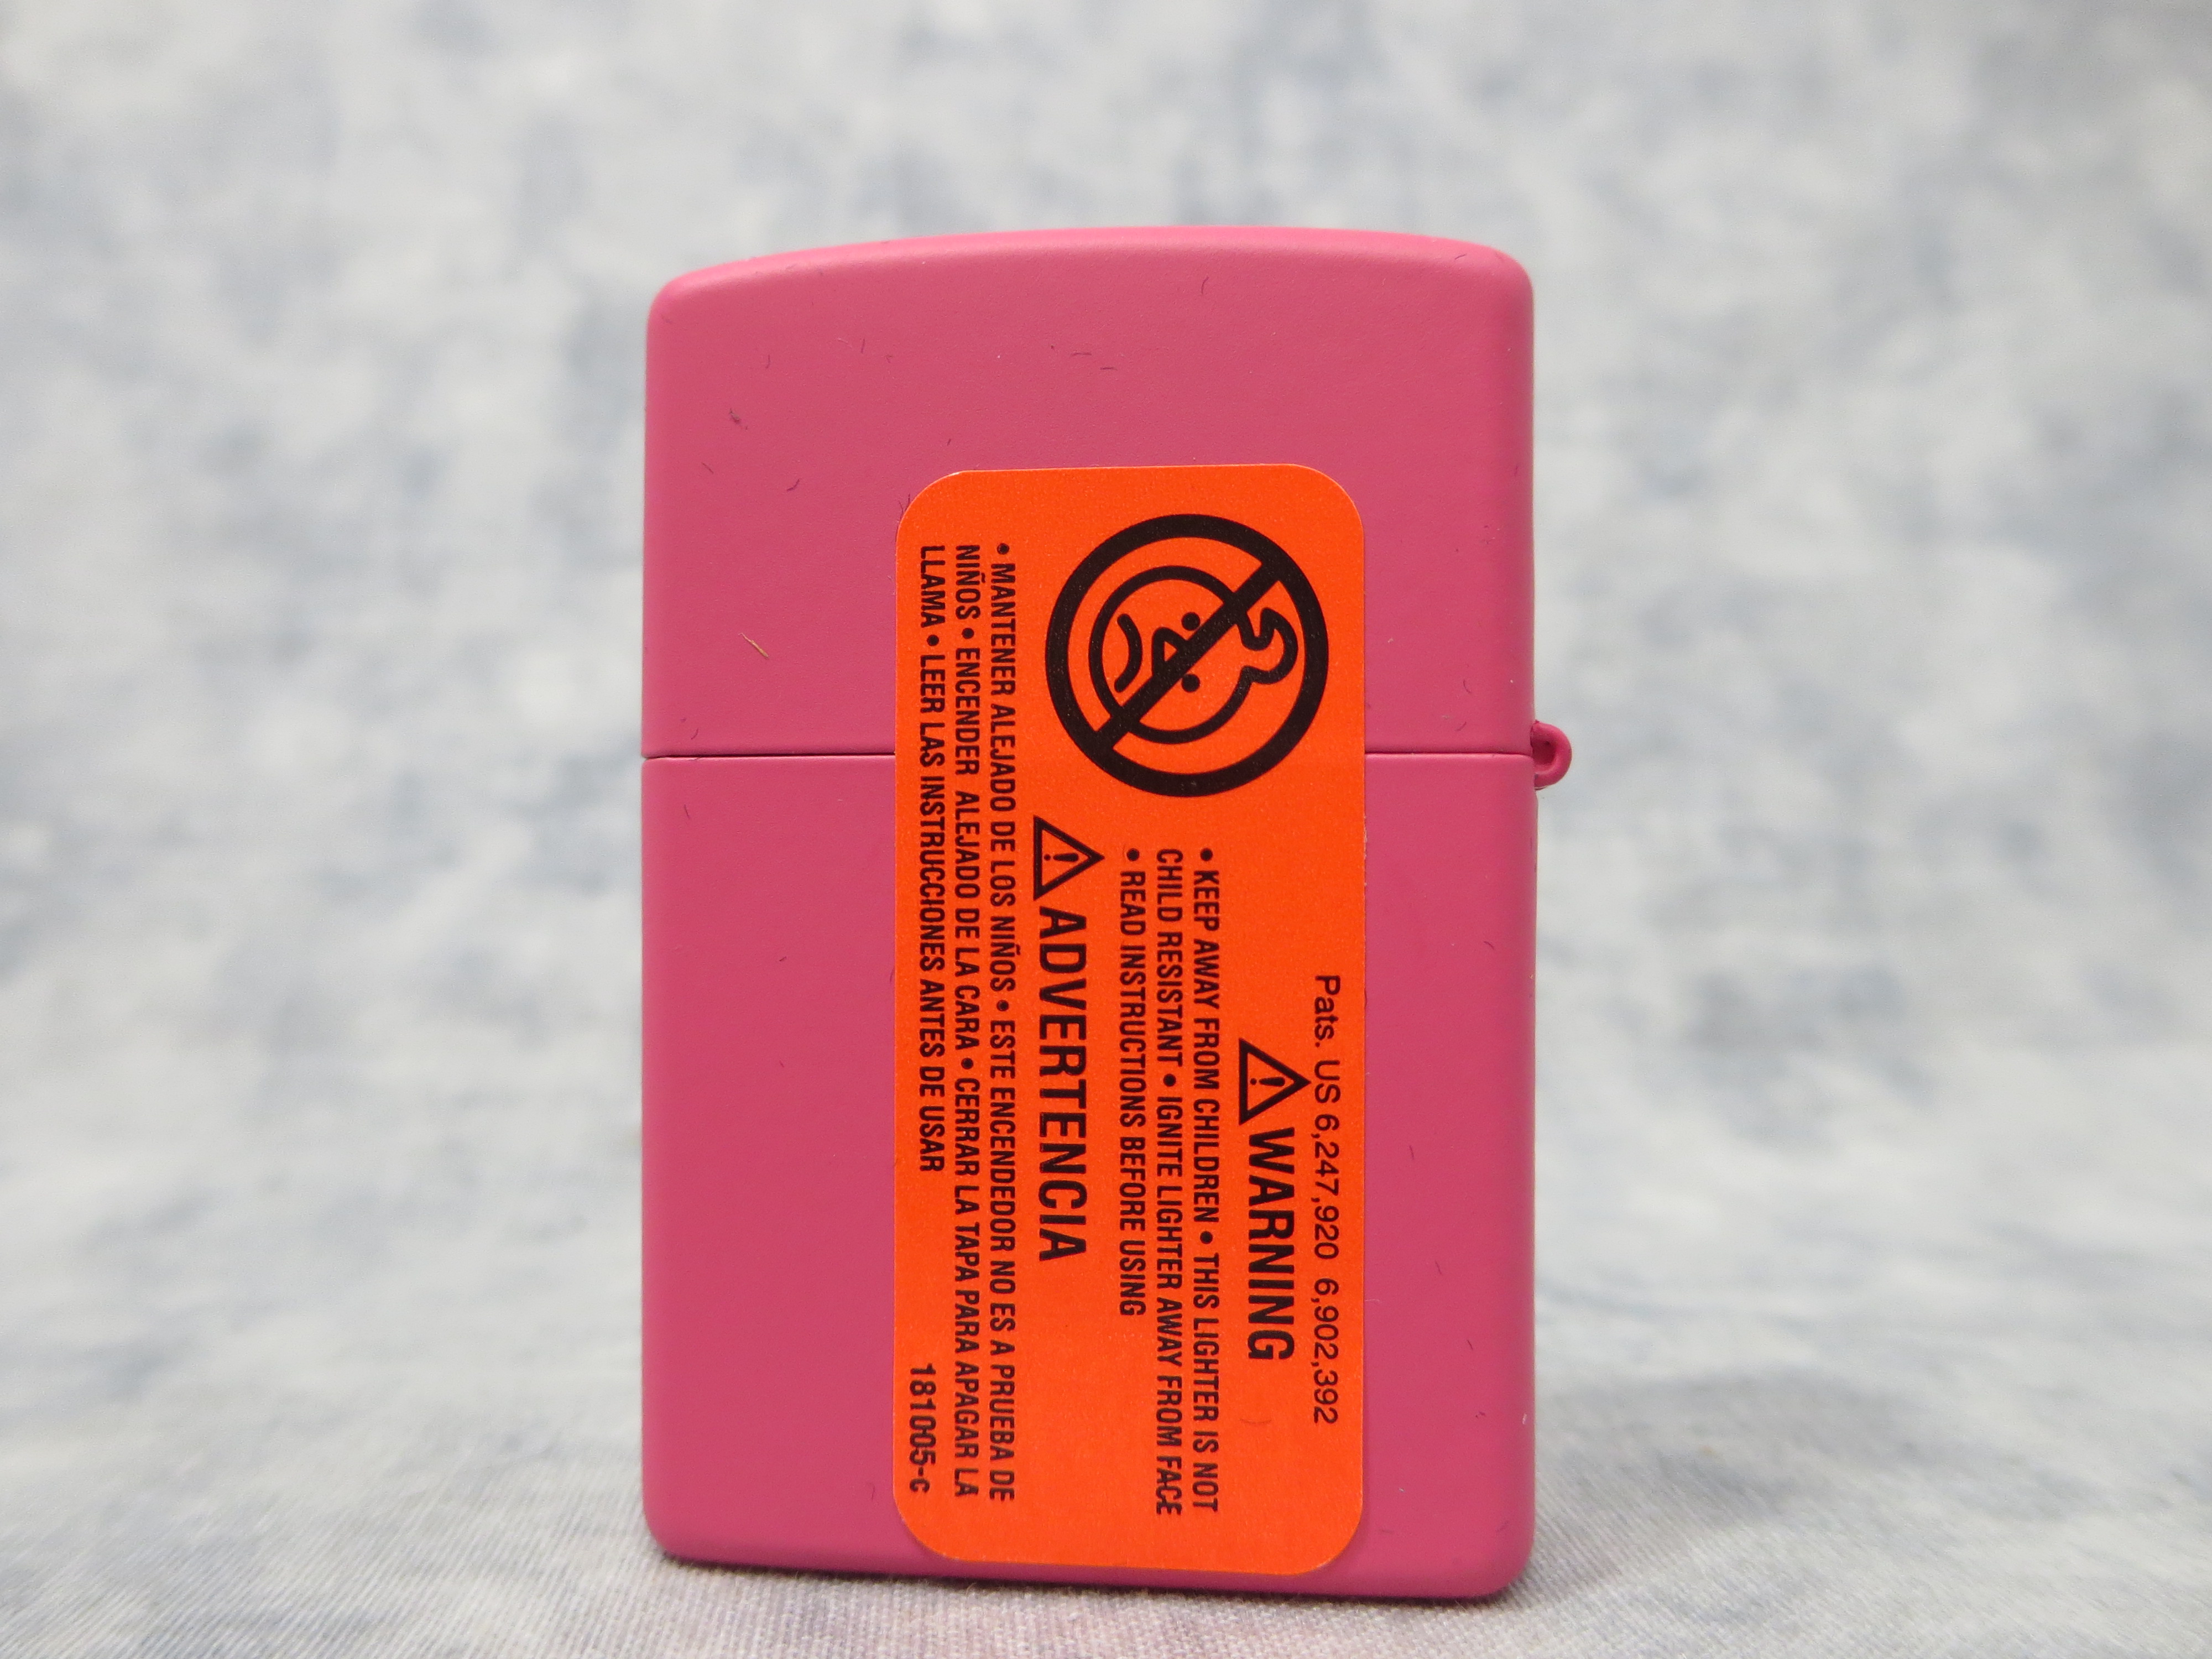 Pats. US 6,247,920 6,902,392
WARNING
• KEEP AWAY FROM CHILDREN • THIS LIGHTER IS NOT
CHILD RESISTANT • IGNITE LIGHTER AWAY FROM FACE
• READ INSTRUCTIONS BEFORE USING
ADVERTENCIA
• MANTENER ALEJADO DE LOS NIÑOS • ESTE ENCENDEDOR NO ES A PRUEBA DE
NIÑOS • ENCENDER ALEJADO DE LA CARA • CERRAR LA TAPA PARA APAGAR LA
LLAMA • LEER LAS INSTRUCCIONES ANTES DE USAR
181005-c